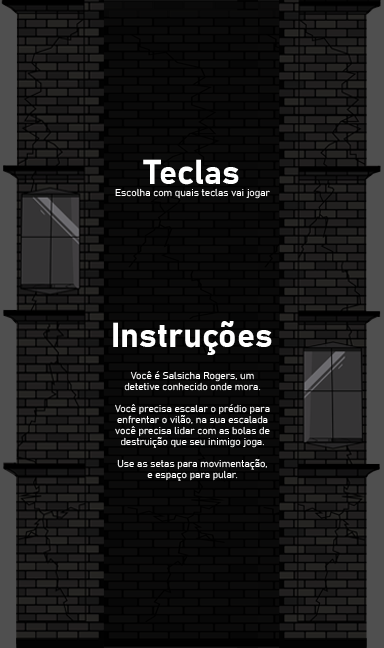 Teclas
Escolha com quais teclas vai jogar
Instruções
Você é Salsicha Rogers, um
detetive conhecido onde mora.
Você precisa escalar o prédio para
enfrentar o vilão, na sua escalada
você precisa lidar com as bolas de
destruição que seu inimigo joga.
Use as setas para movimentação,
e espaço para pular.